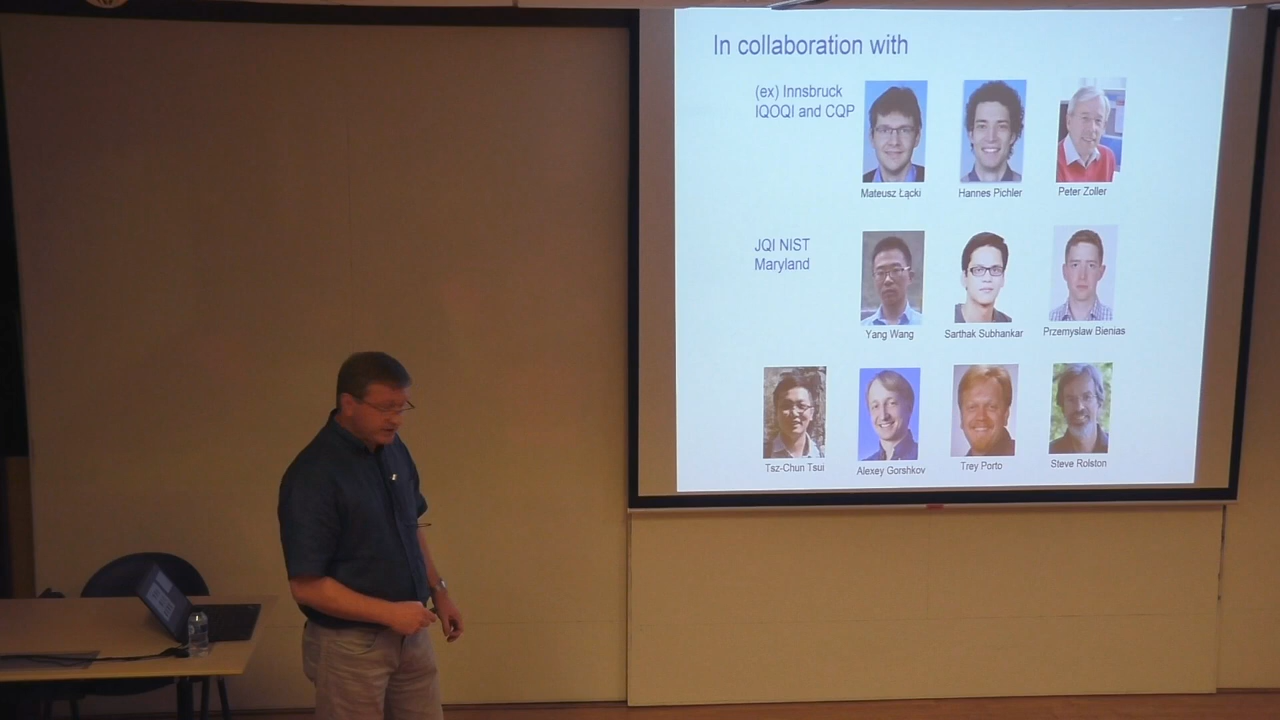 In collaboration with
(ex) Innsbruck
IQOQI and CQP
Mateusz Łącki
Hannes Pichler
Peter Zoller
JQI NIST
Maryland
Yang Wang
Sarthak Subhankar
Przemyslaw Bienias
Tsz-Chun Tsui
Alexey Gorshkov
Trey Porto
Steve Rolston